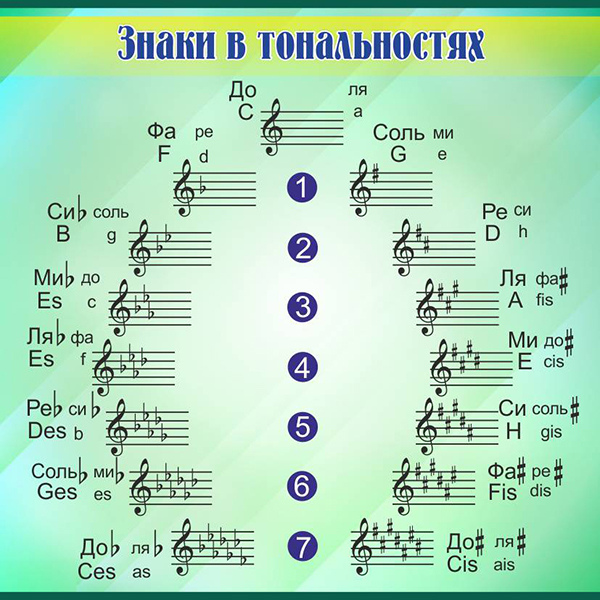 Знаки в тональностях
До ля
C a
Фа ре
F d
Соль ми
G e
1
Си♭ соль
B g
Ре си
D h
2
Ми♭ до
Es c
Ля фа♯
A fis
3
Ля♭ фа
Es f
Ми до♯
E cis
4
Ре♭ си♭
Des b
Си соль♯
H gis
5
Соль♭ ми♭
Ges es
Фа♯ ре♯
Fis dis
6
До♭ ля♭
Ces as
До♯ ля♯
Cis ais
7